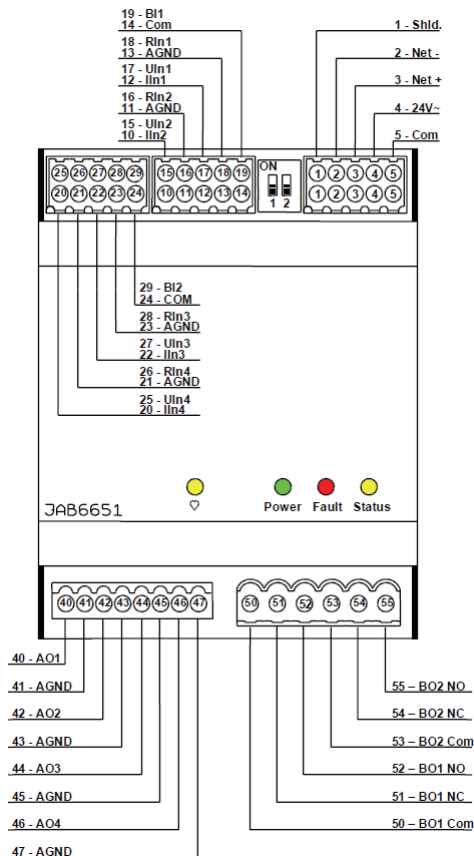 19 - BI1
14 - Com
18 - RIn1
13 - AGND
17 - UIn1
12 - IIn1
16 - RIn2
11 - AGND
15 - UIn2
10 - IIn2
1 - Shld.
2 - Net -
3 - Net +
4 - 24V~
5 - Com
25 26 27 28 29
20 21 22 23 24
15 16 17 18 19
10 11 12 13 14
ON
1 2
1 2 3 4 5
1 2 3 4 5
29 - BI2
24 - COM
28 - RIn3
23 - AGND
27 - UIn3
22 - IIn3
26 - RIn4
21 - AGND
25 - UIn4
20 - IIn4
JAB6651
Power Fault Status
40 41 42 43 44 45 46 47
50 51 52 53 54 55
40 - AO1
41 - AGND
42 - AO2
43 - AGND
44 - AO3
45 - AGND
46 - AO4
47 - AGND
55 – BO2 NO
54 – BO2 NC
53 – BO2 Com
52 – BO1 NO
51 – BO1 NC
50 – BO1 Com